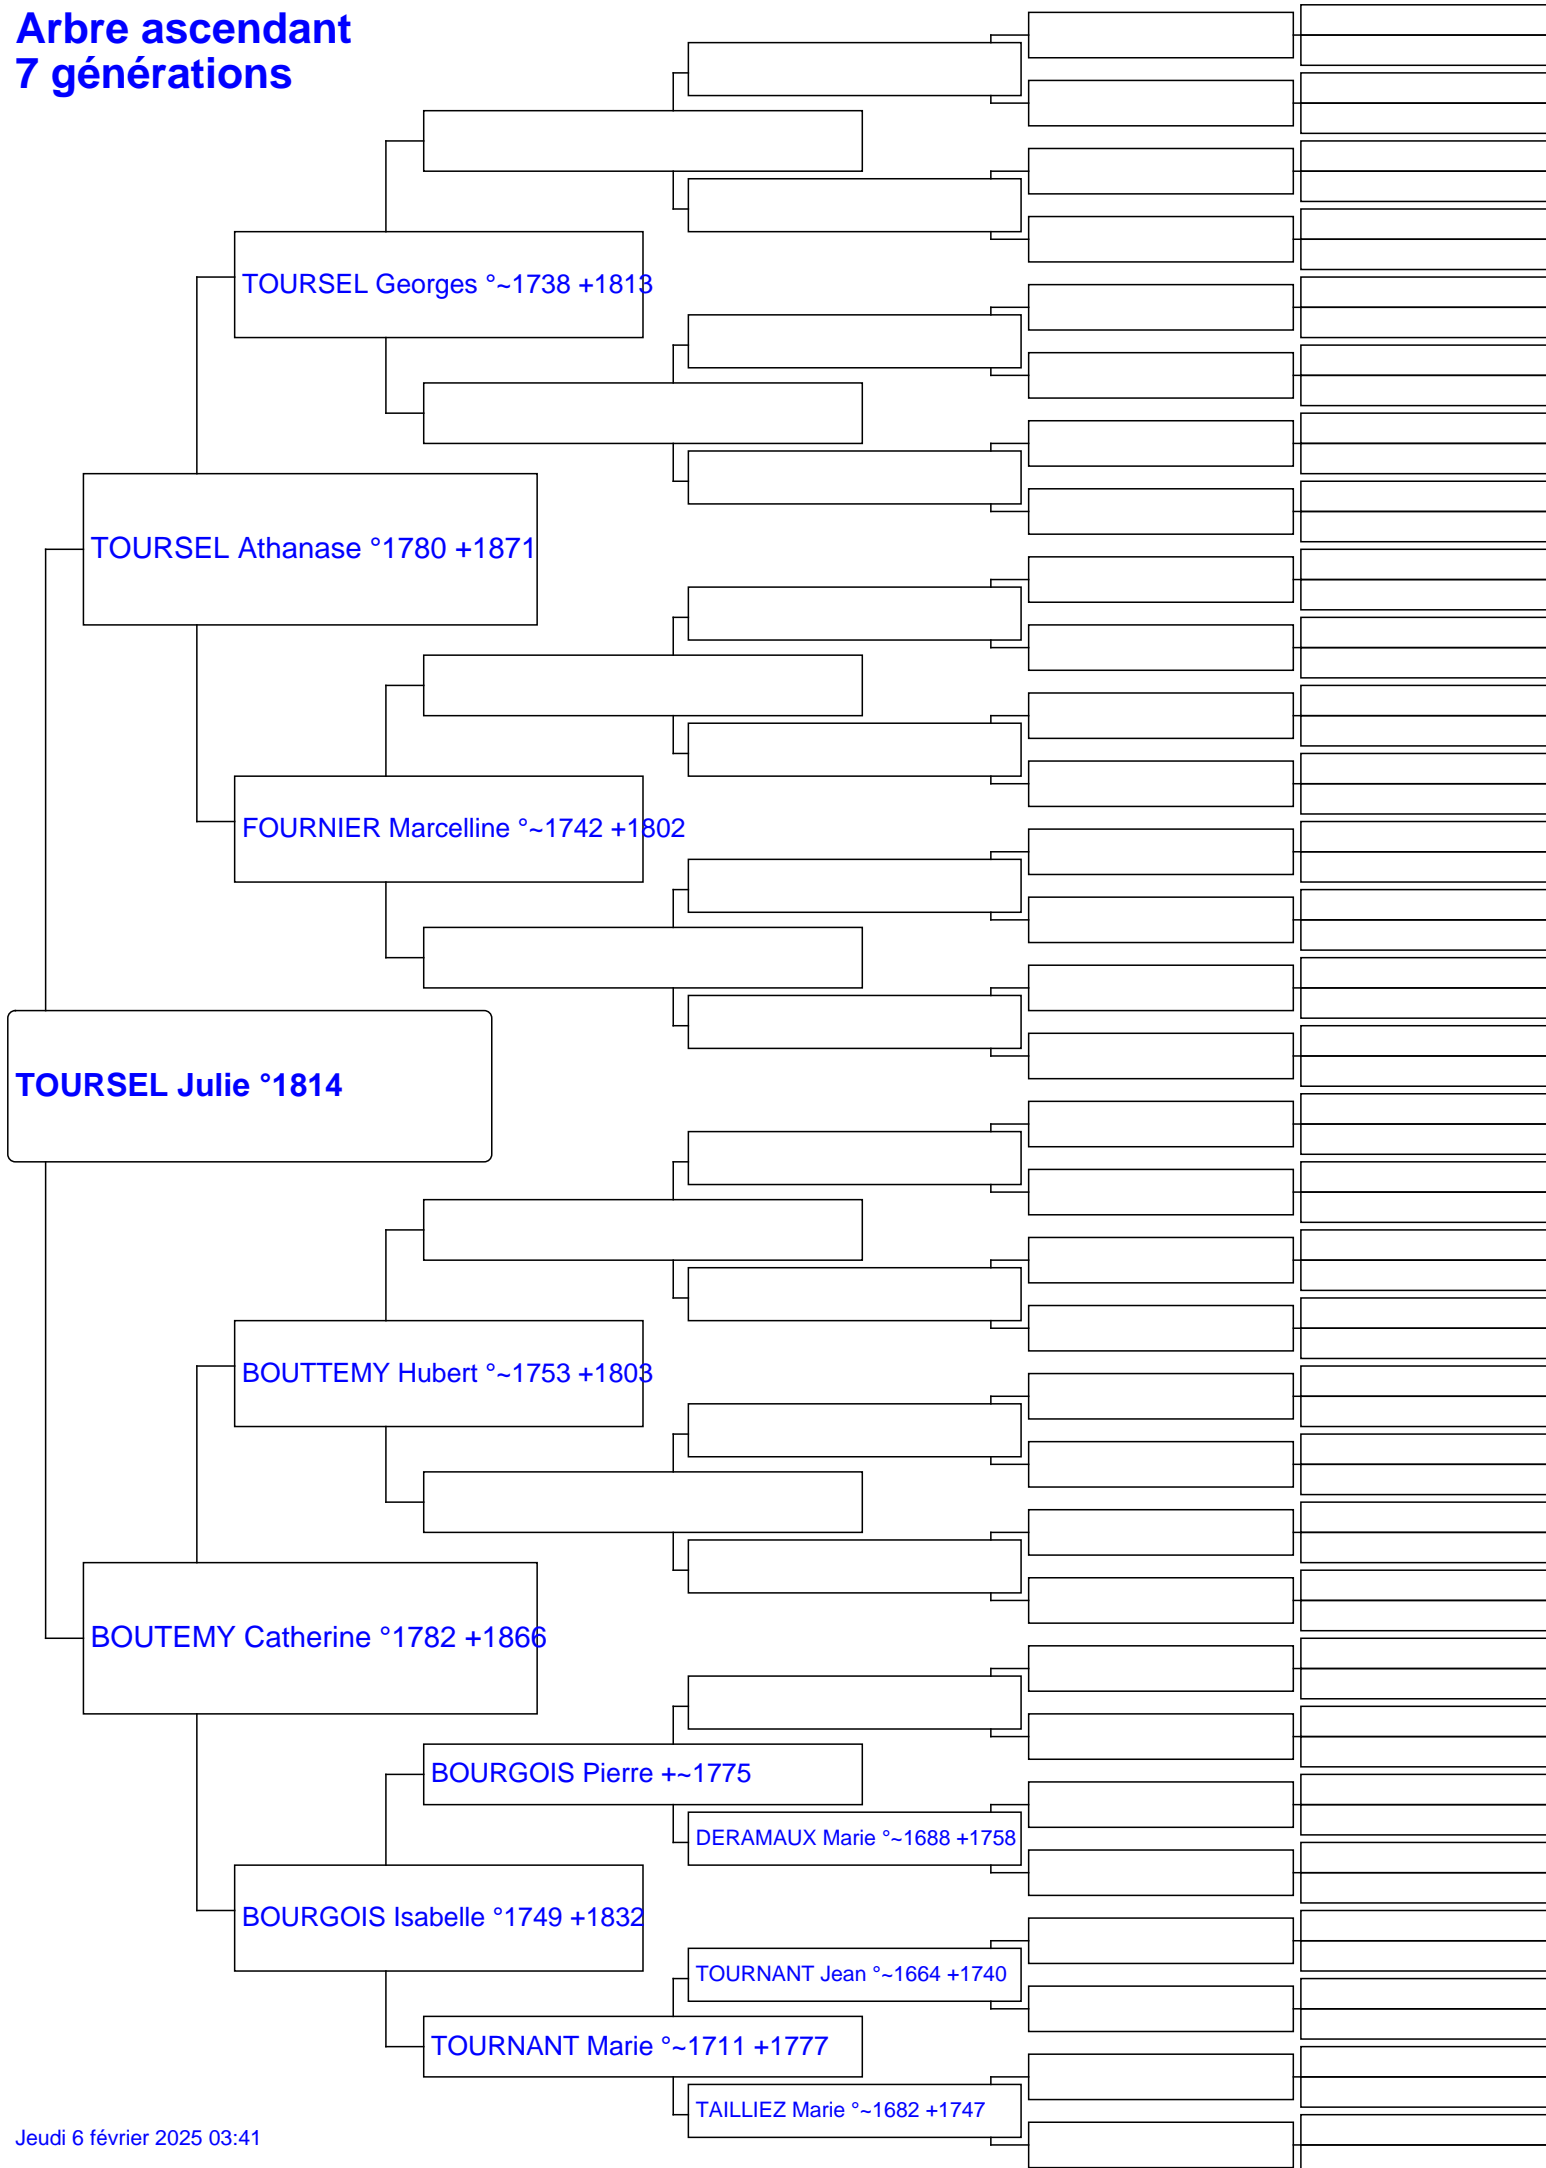 Arbre ascendant
7 générations
TOURSEL Georges °~1738 +1813
TOURSEL Athanase °1780 +1871
FOURNIER Marcelline °~1742 +1802
TOURSEL Julie °1814
BOUTTEMY Hubert °~1753 +1803
BOUTEMY Catherine °1782 +1866
BOURGOIS Pierre +~1775
DERAMAUX Marie °~1688 +1758
BOURGOIS Isabelle °1749 +1832
TOURNANT Jean °~1664 +1740
TOURNANT Marie °~1711 +1777
TAILLIEZ Marie °~1682 +1747
Jeudi 6 février 2025 03:41